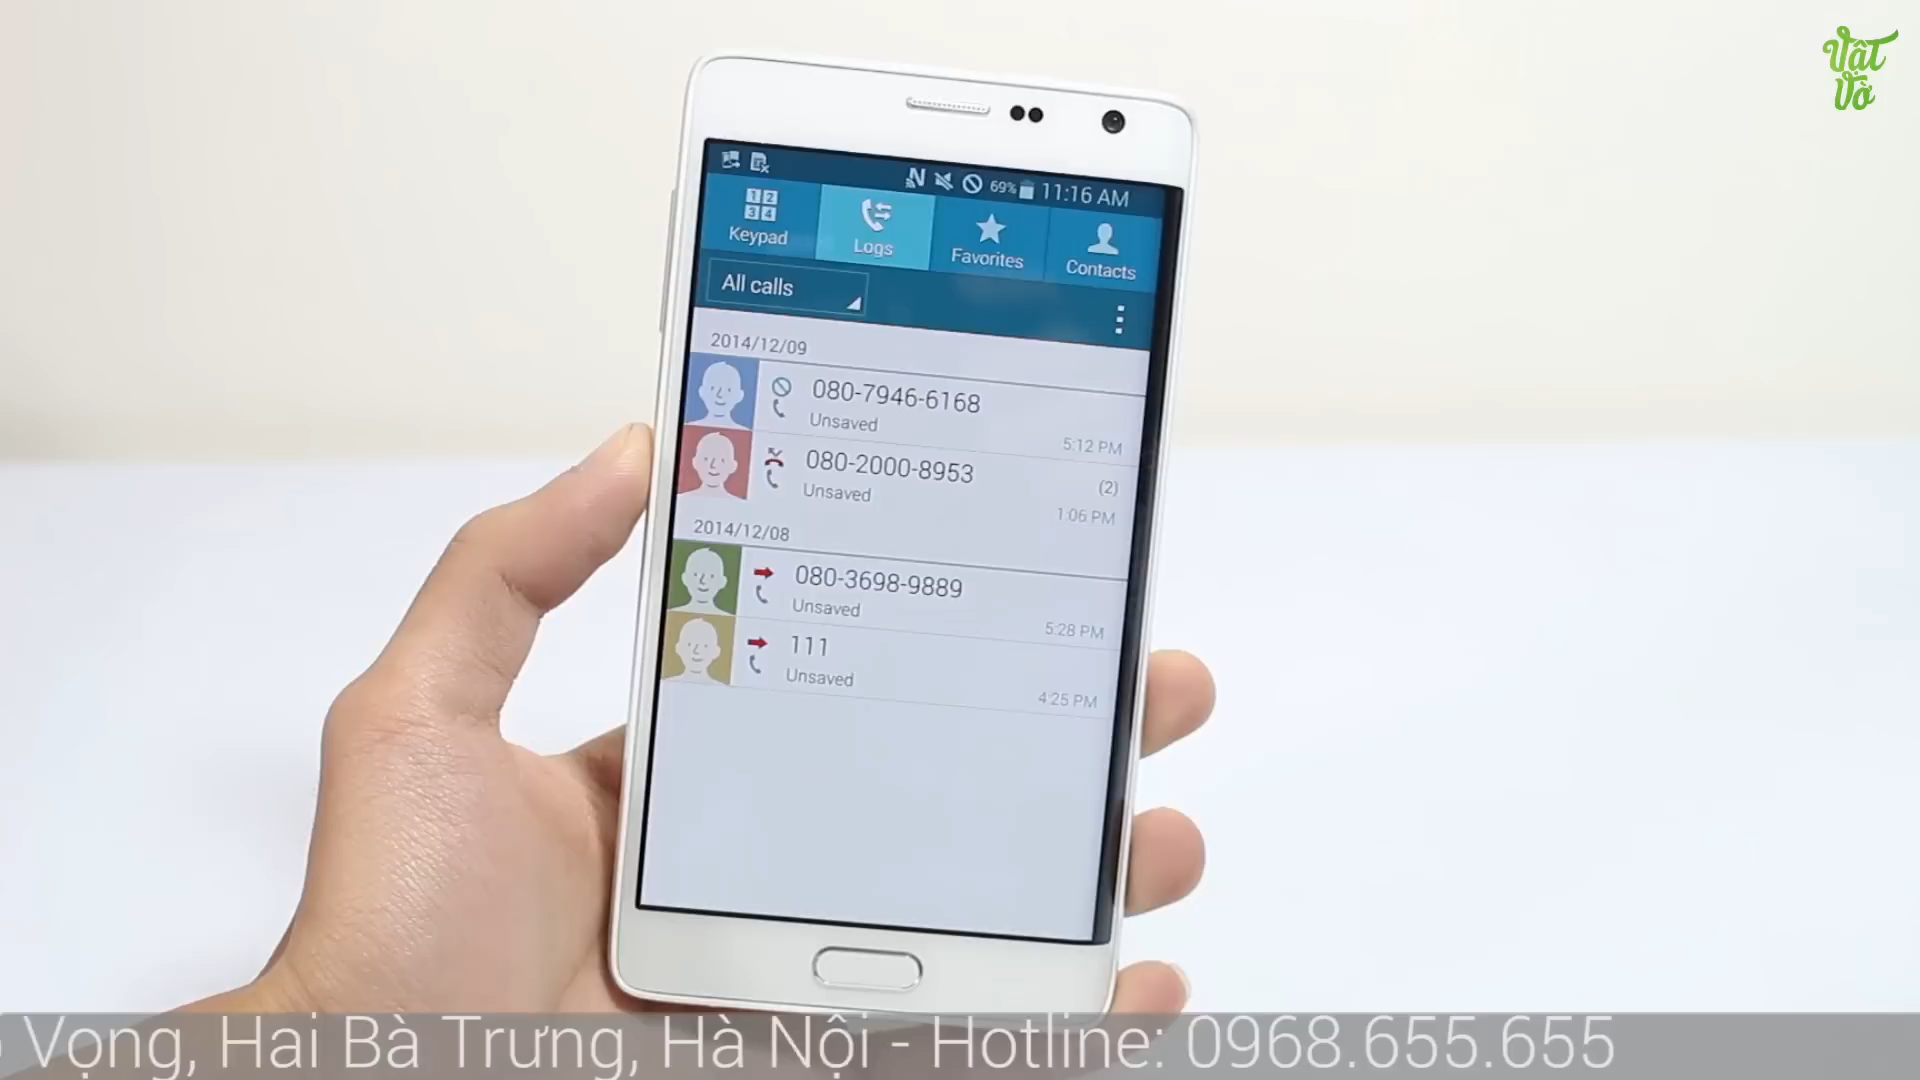 Vật
Vờ
69% 11:16 AM
1 2
3 4
Keypad
Logs
Favorites
Contacts
All calls
2014/12/09
080-7946-6168
Unsaved
5:12 PM
080-2000-8953
(2)
Unsaved
1:06 PM
2014/12/08
080-3698-9889
Unsaved
5:28 PM
111
Unsaved
4:25 PM
Vọng, Hai Bà Trưng, Hà Nội - Hotline: 0968.655.655